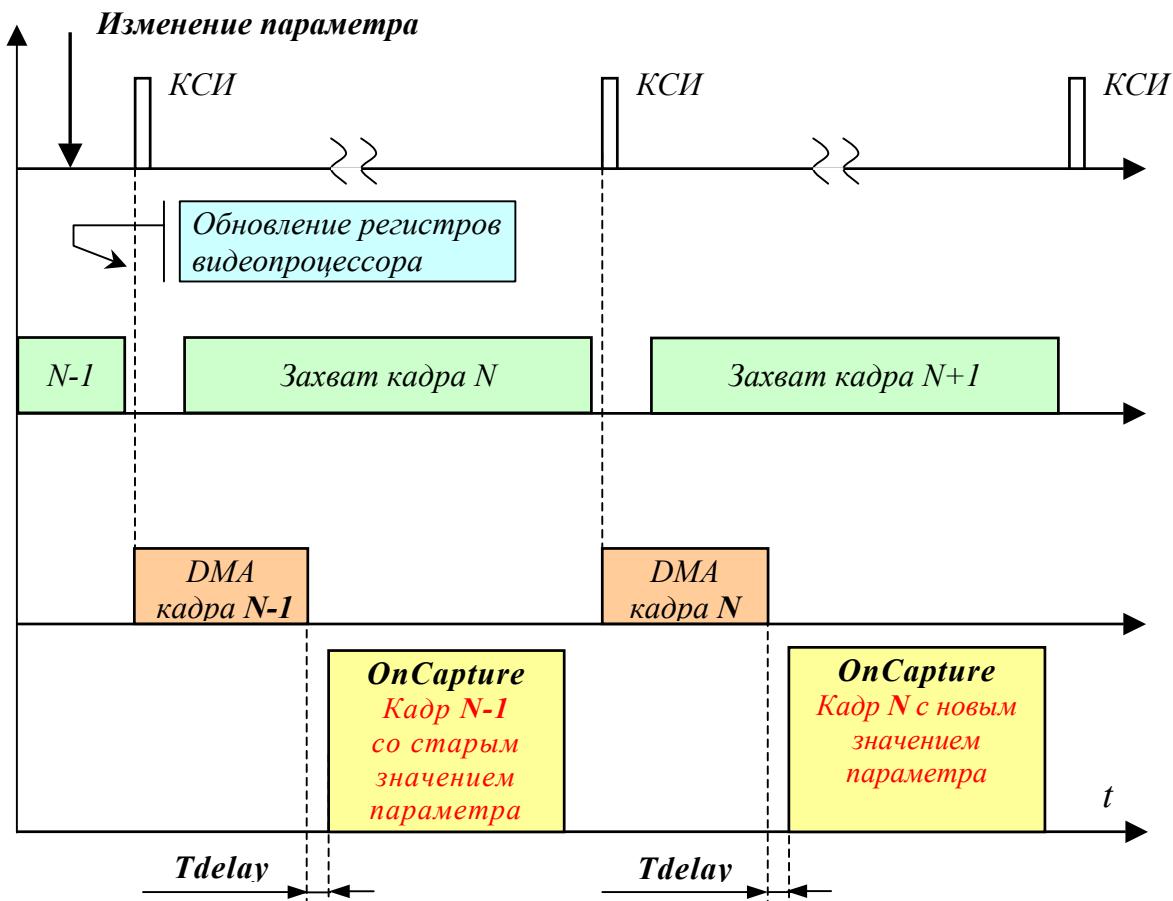 Изменение параметра
КСИ
КСИ
КСИ
Обновление регистров
видеопроцессора
N-1
Захват кадра N
Захват кадра N+1
DMA
кадра N-1
DMA
кадра N
OnCapture
Кадр N-1
со старым
значением
параметра
OnCapture
Кадр N с новым
значением
параметра
t
Tdelay
Tdelay